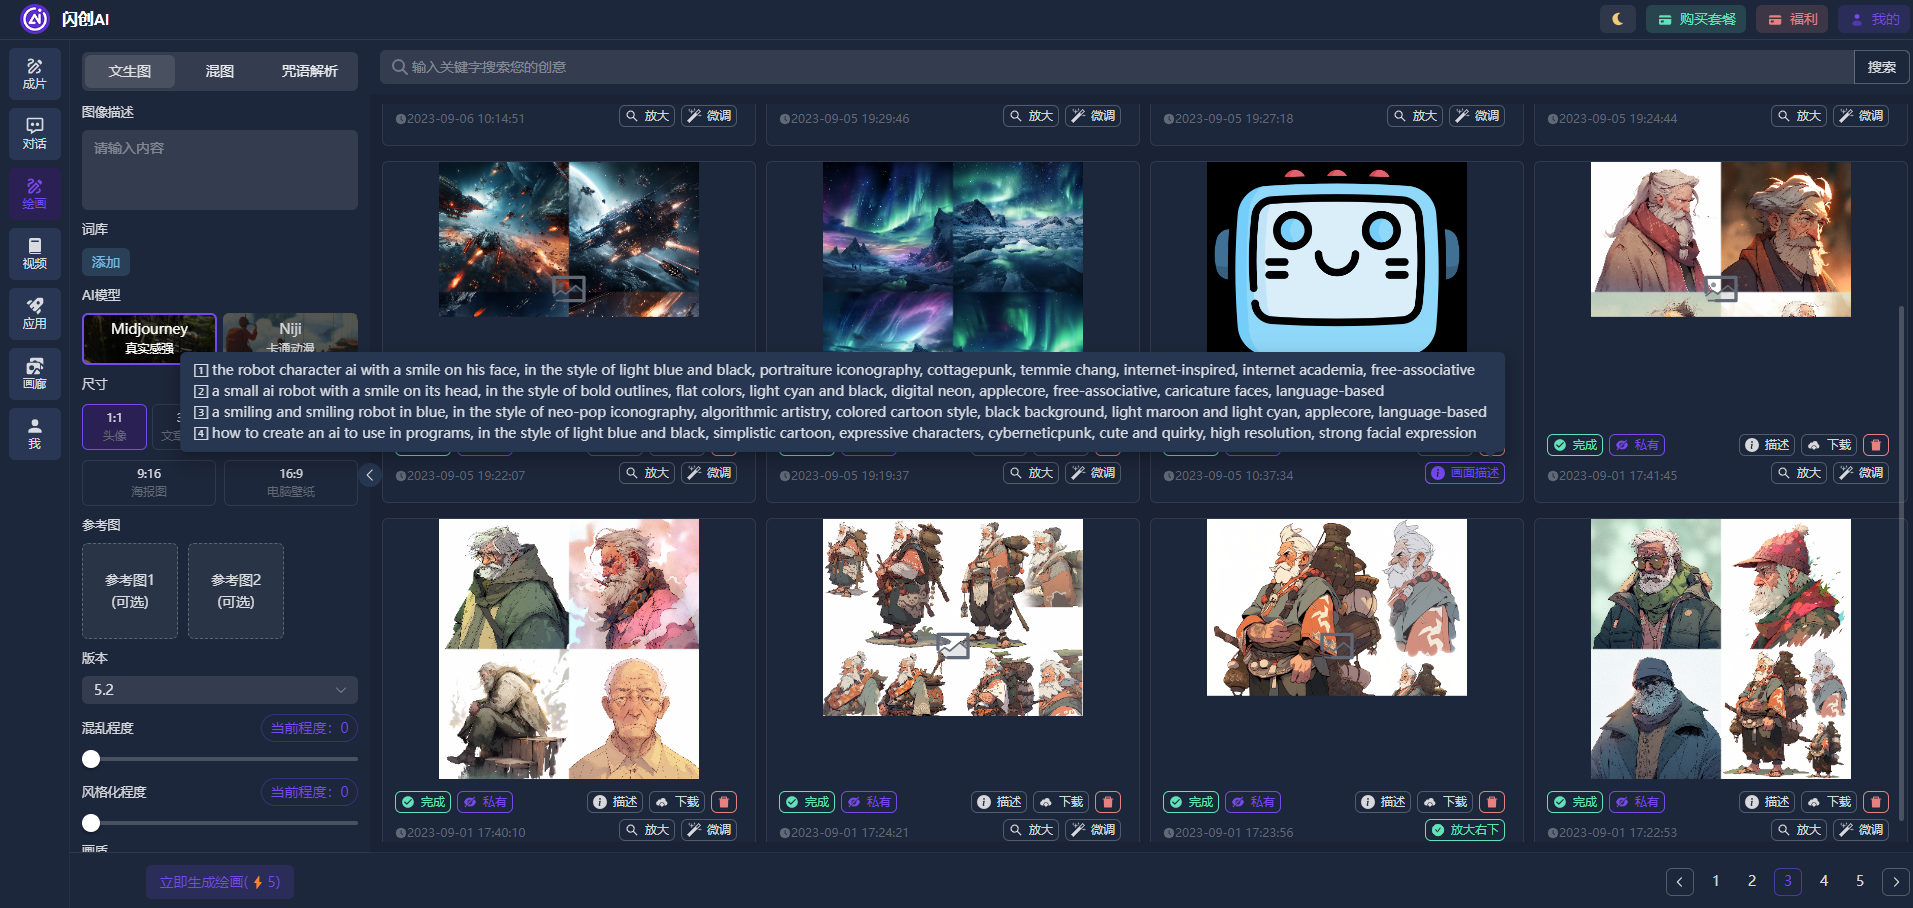 闪创AI
购买套餐
福利
我的
成片
对话
绘画
视频
应用
画廊
我
文生图
混图
咒语解析
图像描述
请输入内容
词库
添加
AI模型
Midjourney
真实感强
Niji
卡通动漫
尺寸
1:1
头像
9:16
海报图
16:9
电脑壁纸
参考图
参考图1
(可选)
参考图2
(可选)
版本
5.2
混乱程度
当前程度：0
风格化程度
当前程度：0
画质
立即生成绘画( 5)
输入关键字搜索您的创意
搜索
2023-09-06 10:14:51
放大
微调
2023-09-05 19:29:46
放大
微调
2023-09-05 19:27:18
放大
微调
2023-09-05 19:24:44
放大
微调
[1] the robot character ai with a smile on his face, in the style of light blue and black, portraiture iconography, cottagepunk, temmie chang, internet-inspired, internet academia, free-associative
[2] a small ai robot with a smile on its head, in the style of bold outlines, flat colors, light cyan and black, digital neon, applecore, free-associative, caricature faces, language-based
[3] a smiling and smiling robot in blue, in the style of neo-pop iconography, algorithmic artistry, colored cartoon style, black background, light maroon and light cyan, applecore, language-based
[4] how to create an ai to use in programs, in the style of light blue and black, simplistic cartoon, expressive characters, cyberneticpunk, cute and quirky, high resolution, strong facial expression
2023-09-05 19:22:07
放大
微调
2023-09-05 19:19:37
放大
微调
2023-09-05 10:37:34
画面描述
完成
私有
描述
下载
2023-09-01 17:41:45
放大
微调
完成
私有
描述
下载
2023-09-01 17:40:10
放大
微调
完成
私有
描述
下载
2023-09-01 17:24:21
放大
微调
完成
私有
描述
下载
2023-09-01 17:23:56
放大右下
完成
私有
描述
下载
2023-09-01 17:22:53
放大
微调
1
2
3
4
5